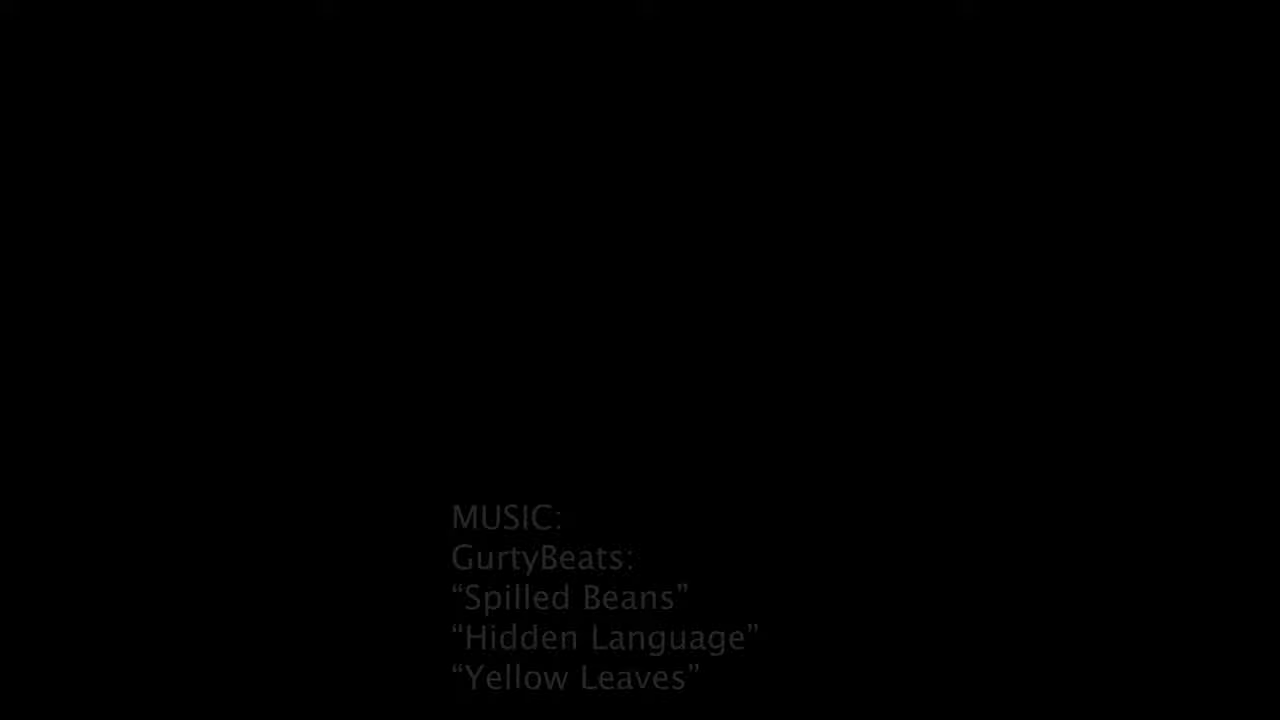 MUSIC:
GurtyBeats:
“Spilled Beans”
“Hidden Language”
“Yellow Leaves”